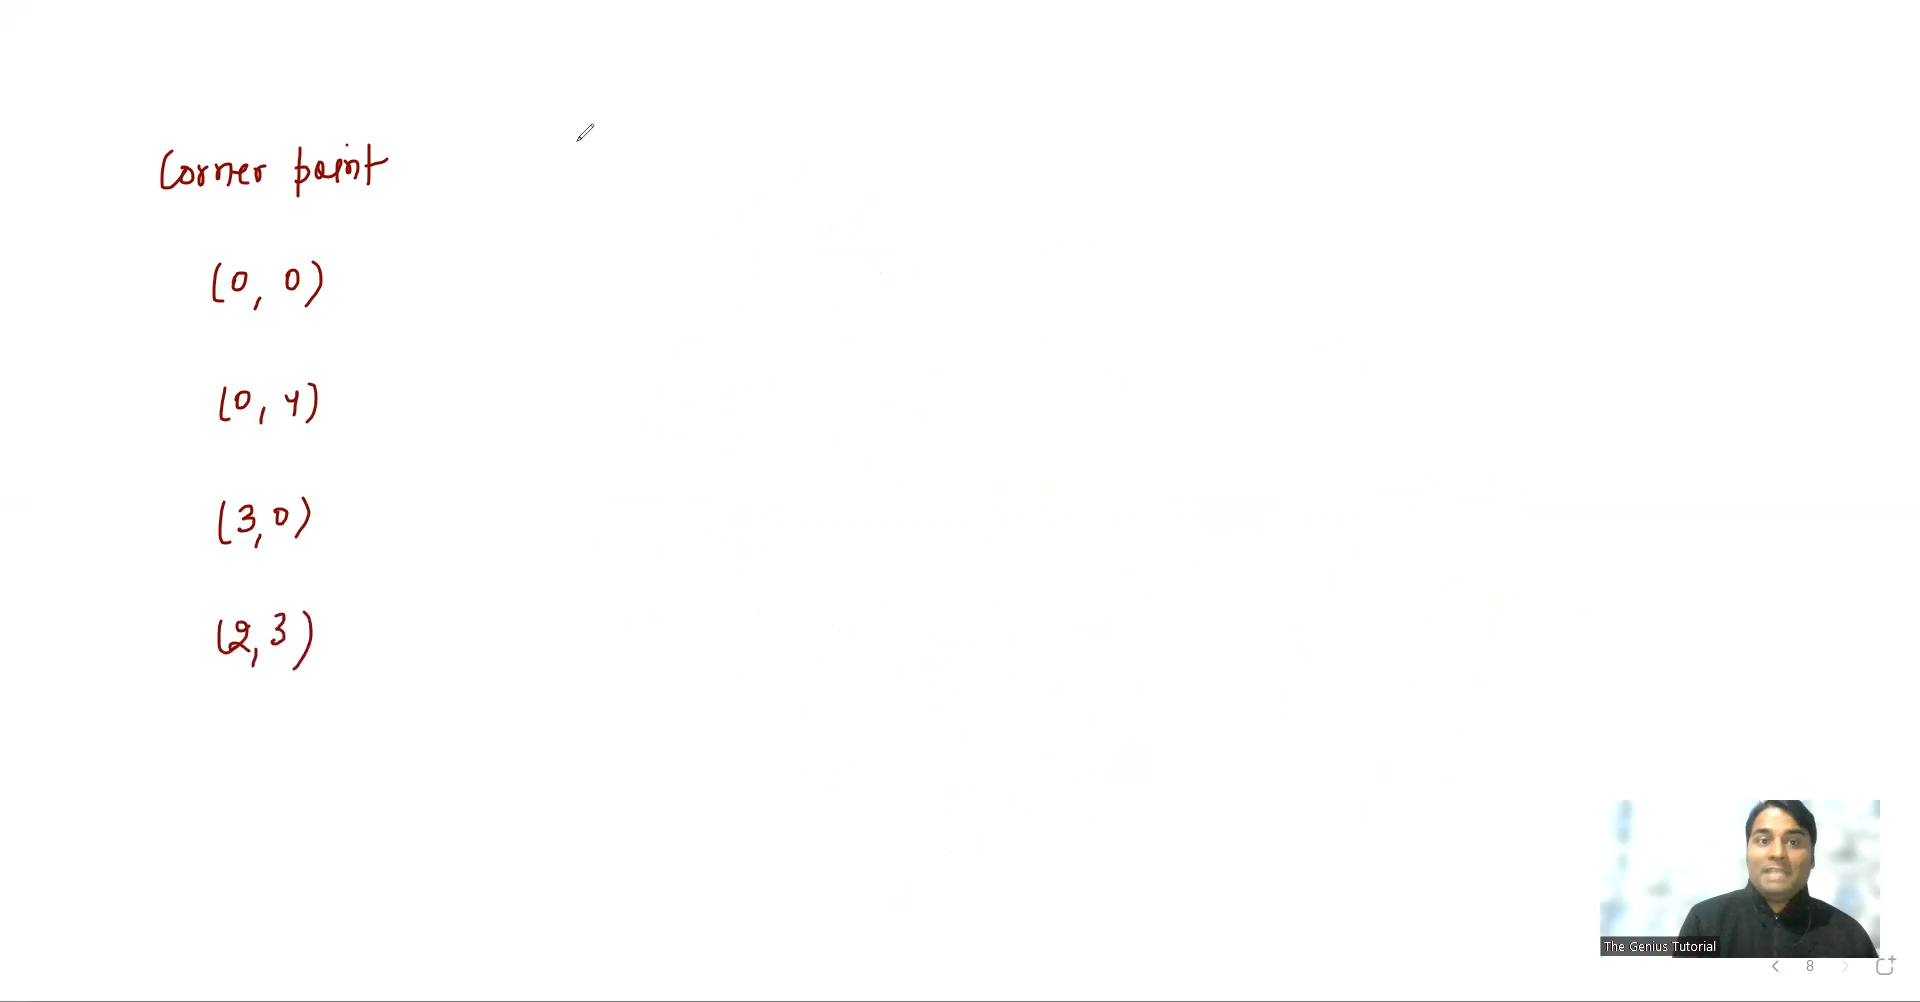 Corner point
(0, 0)
(0, 4)
(3,0)
(2,3)
The Genius Tutorial
8